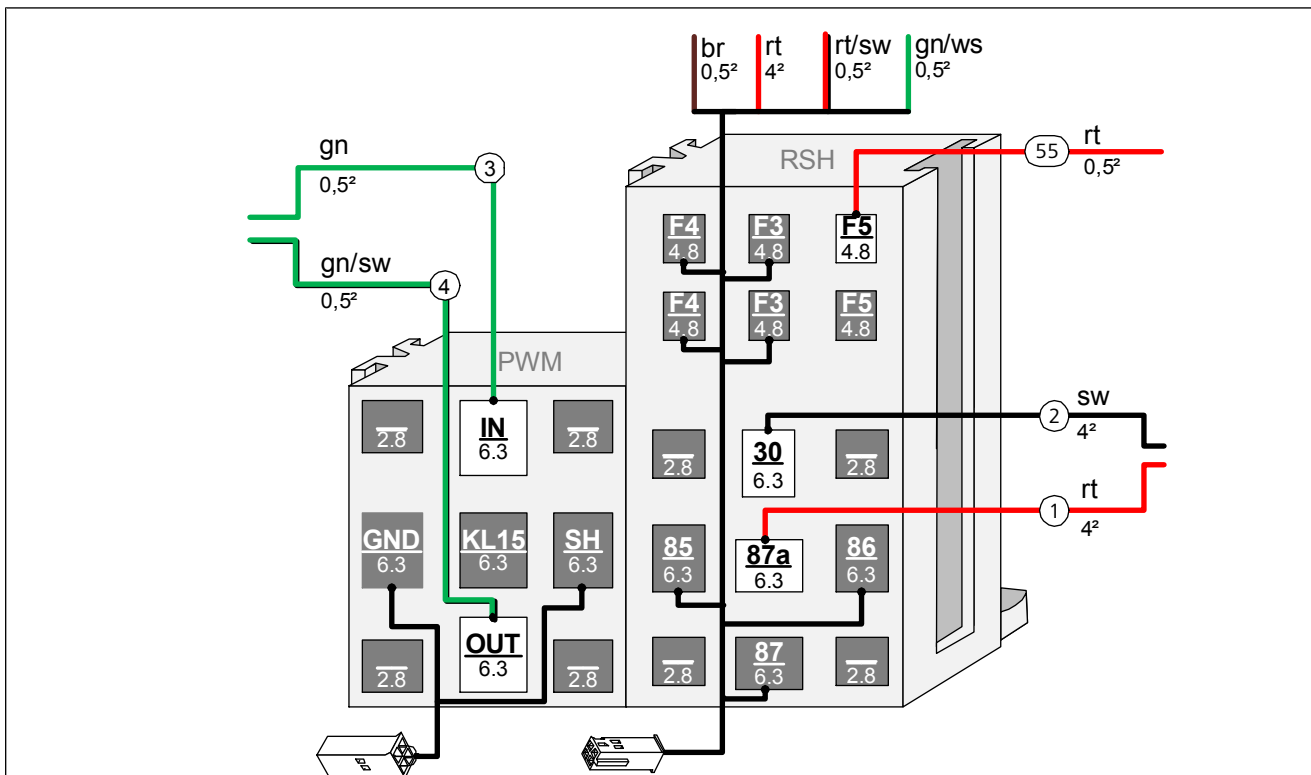 br
0,5²
rt
4²
rt/sw
0,5²
gn/ws
0,5²
gn
0,5²
3
RSH
55
rt
0,5²
F4
4.8
F3
4.8
F5
4.8
gn/sw
0,5²
4
F4
4.8
F3
4.8
F5
4.8
PWM
2.8
IN
6.3
2.8
2.8
30
6.3
2.8
2
sw
4²
1
rt
4²
GND
6.3
KL15
6.3
SH
6.3
85
6.3
87a
6.3
86
6.3
2.8
OUT
6.3
2.8
2.8
87
6.3
2.8